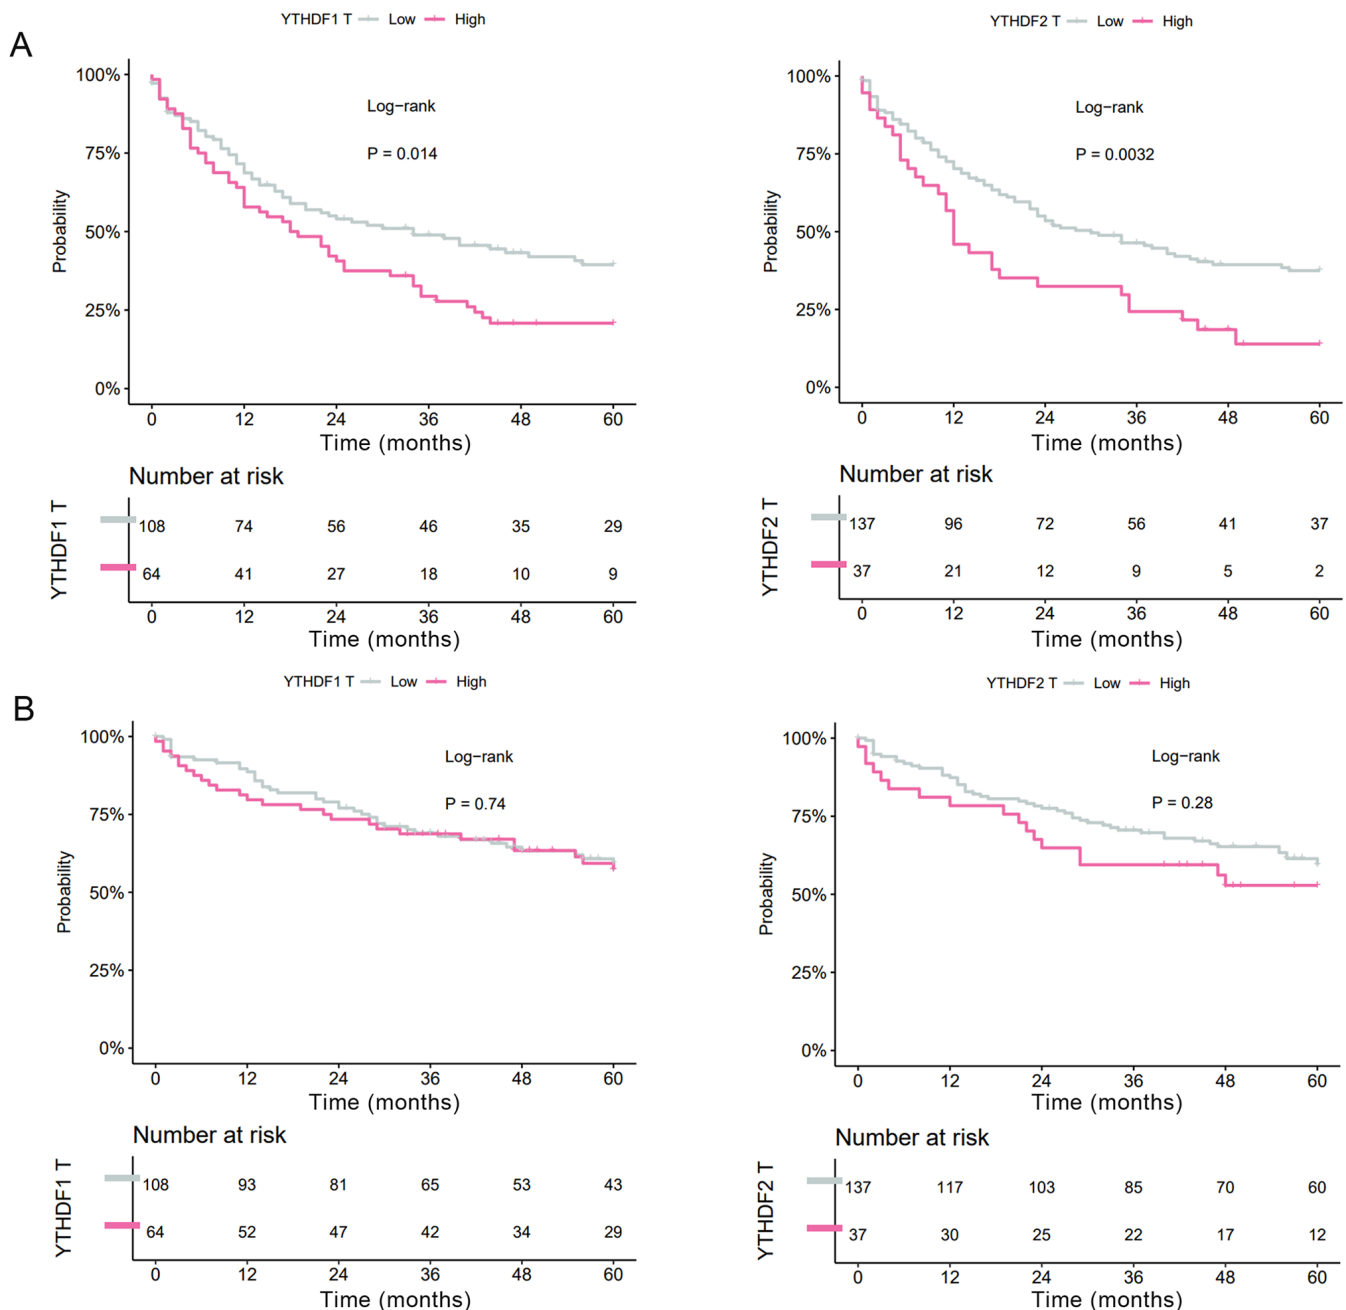 A
YTHDF1 T Low High
100%
75%
50%
25%
0%
Probability
Log-rank
P = 0.014
0 12 24 36 48 60
Time (months)
Number at risk
YTHDF1 T
108 74 56 46 35 29
64 41 27 18 10 9
0 12 24 36 48 60
Time (months)
YTHDF2 T Low High
100%
75%
50%
25%
0%
Probability
Log-rank
P = 0.0032
0 12 24 36 48 60
Time (months)
Number at risk
YTHDF2 T
137 96 72 56 41 37
37 21 12 9 5 2
0 12 24 36 48 60
Time (months)
B
YTHDF1 T Low High
100%
75%
50%
25%
0%
Probability
Log-rank
P = 0.74
0 12 24 36 48 60
Time (months)
Number at risk
YTHDF1 T
108 93 81 65 53 43
64 52 47 42 34 29
0 12 24 36 48 60
Time (months)
YTHDF2 T Low High
100%
75%
50%
25%
0%
Probability
Log-rank
P = 0.28
0 12 24 36 48 60
Time (months)
Number at risk
YTHDF2 T
137 117 103 85 70 60
37 30 25 22 17 12
0 12 24 36 48 60
Time (months)